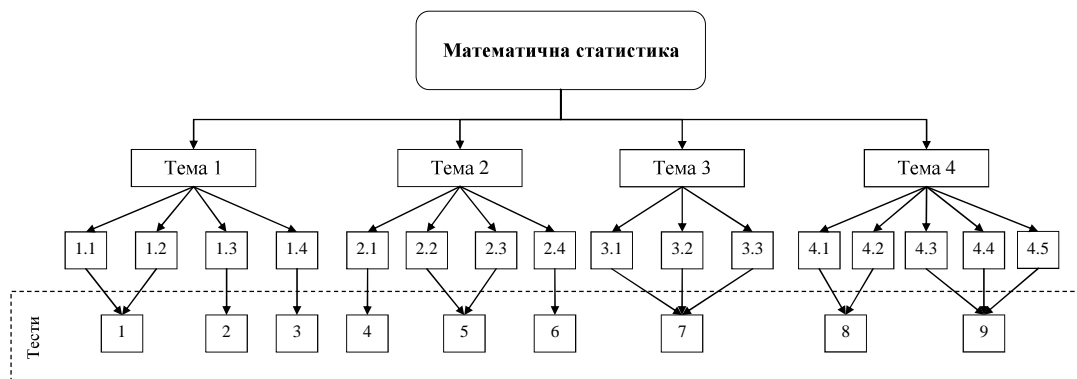 Математична статистика
Тема 1 Тема 2 Тема 3 Тема 4
1.1 1.2 1.3 1.4 2.1 2.2 2.3 2.4 3.1 3.2 3.3 4.1 4.2 4.3 4.4 4.5
Тести 1 2 3 4 5 6 7 8 9